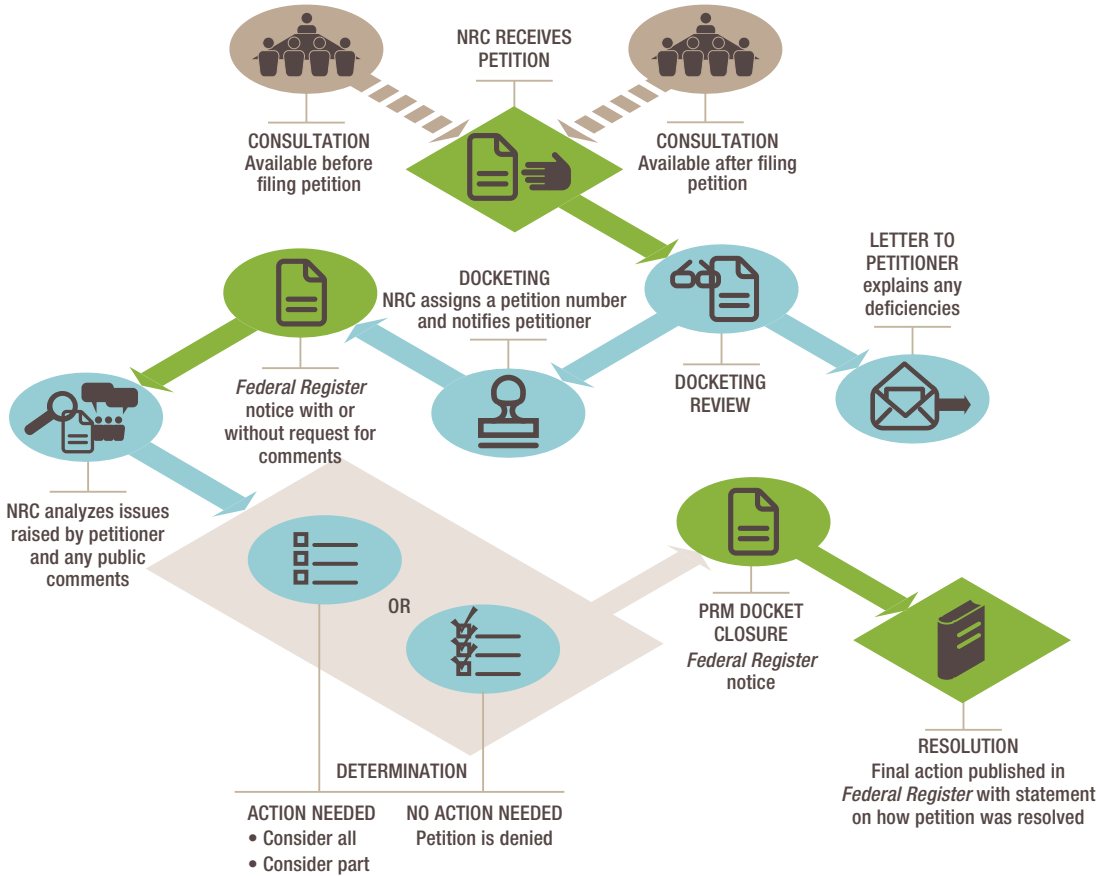 NRC RECEIVES
PETITION
CONSULTATION
Available before
filing petition
CONSULTATION
Available after filing
petition
LETTER TO
PETITIONER
explains any
deficiencies
DOCKETING
NRC assigns a petition number
and notifies petitioner
DOCKETING
REVIEW
Federal Register
notice with or
without request for
comments
NRC analyzes issues
raised by petitioner
and any public
comments
OR
PRM DOCKET
CLOSURE
Federal Register
notice
DETERMINATION
ACTION NEEDED
• Consider all
• Consider part
NO ACTION NEEDED
Petition is denied
RESOLUTION
Final action published in
Federal Register with statement
on how petition was resolved